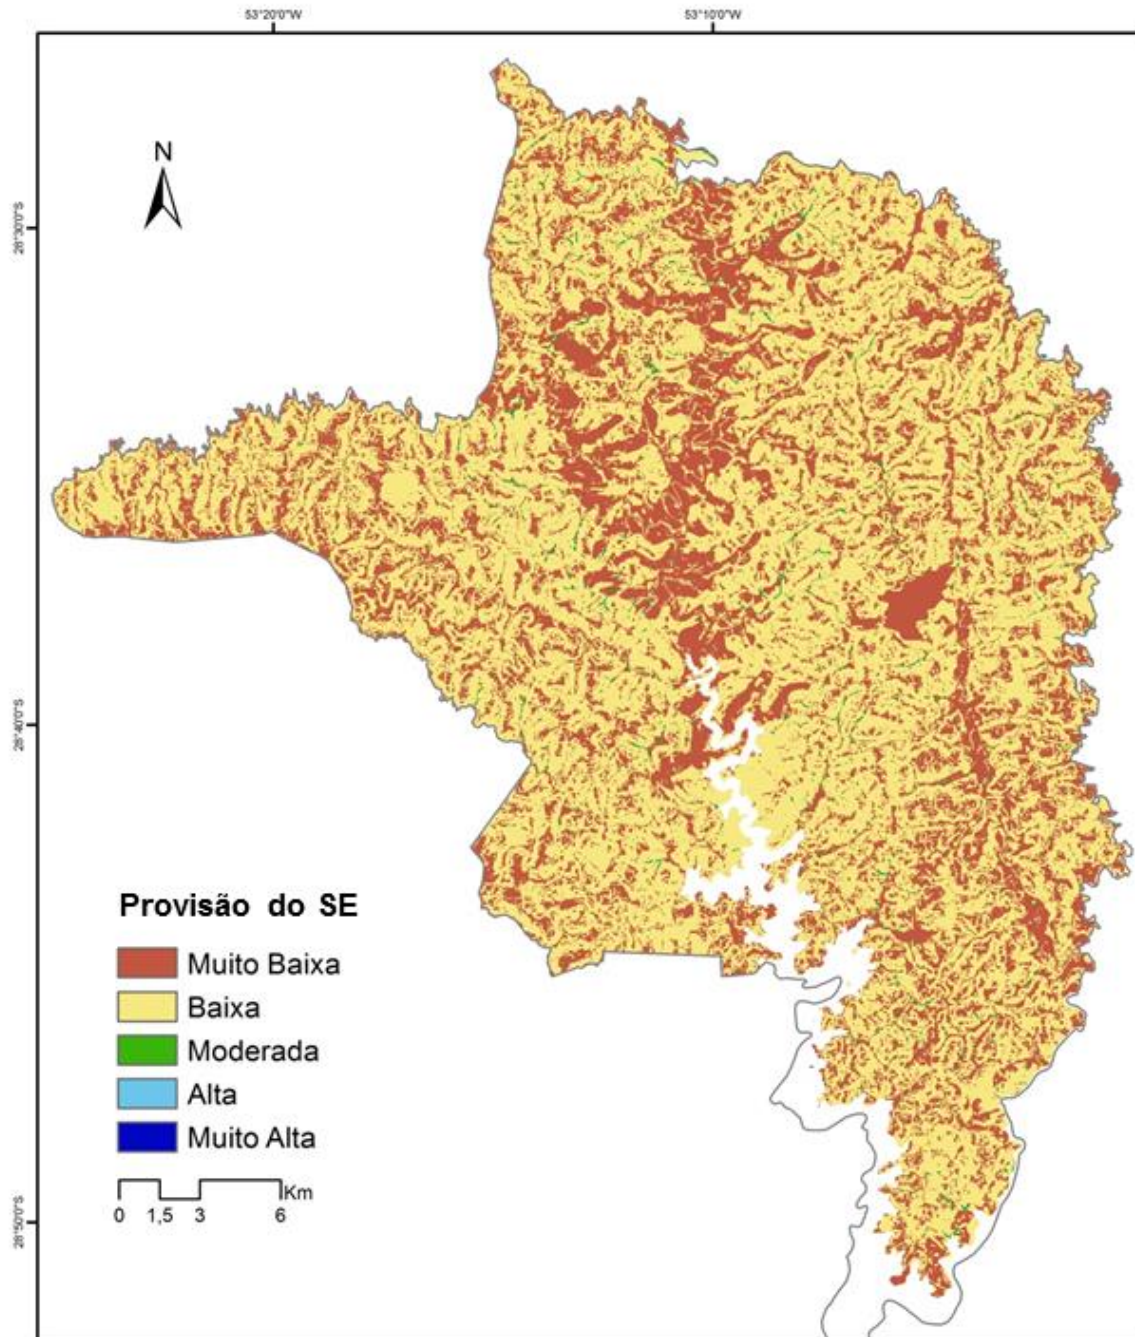 53°20'0"W
53°10'0"W
N
28°30'0"S
28°40'0"S
28°50'0"S
Provisão do SE
Muito Baixa
Baixa
Moderada
Alta
Muito Alta
Km
0 1,5 3 6